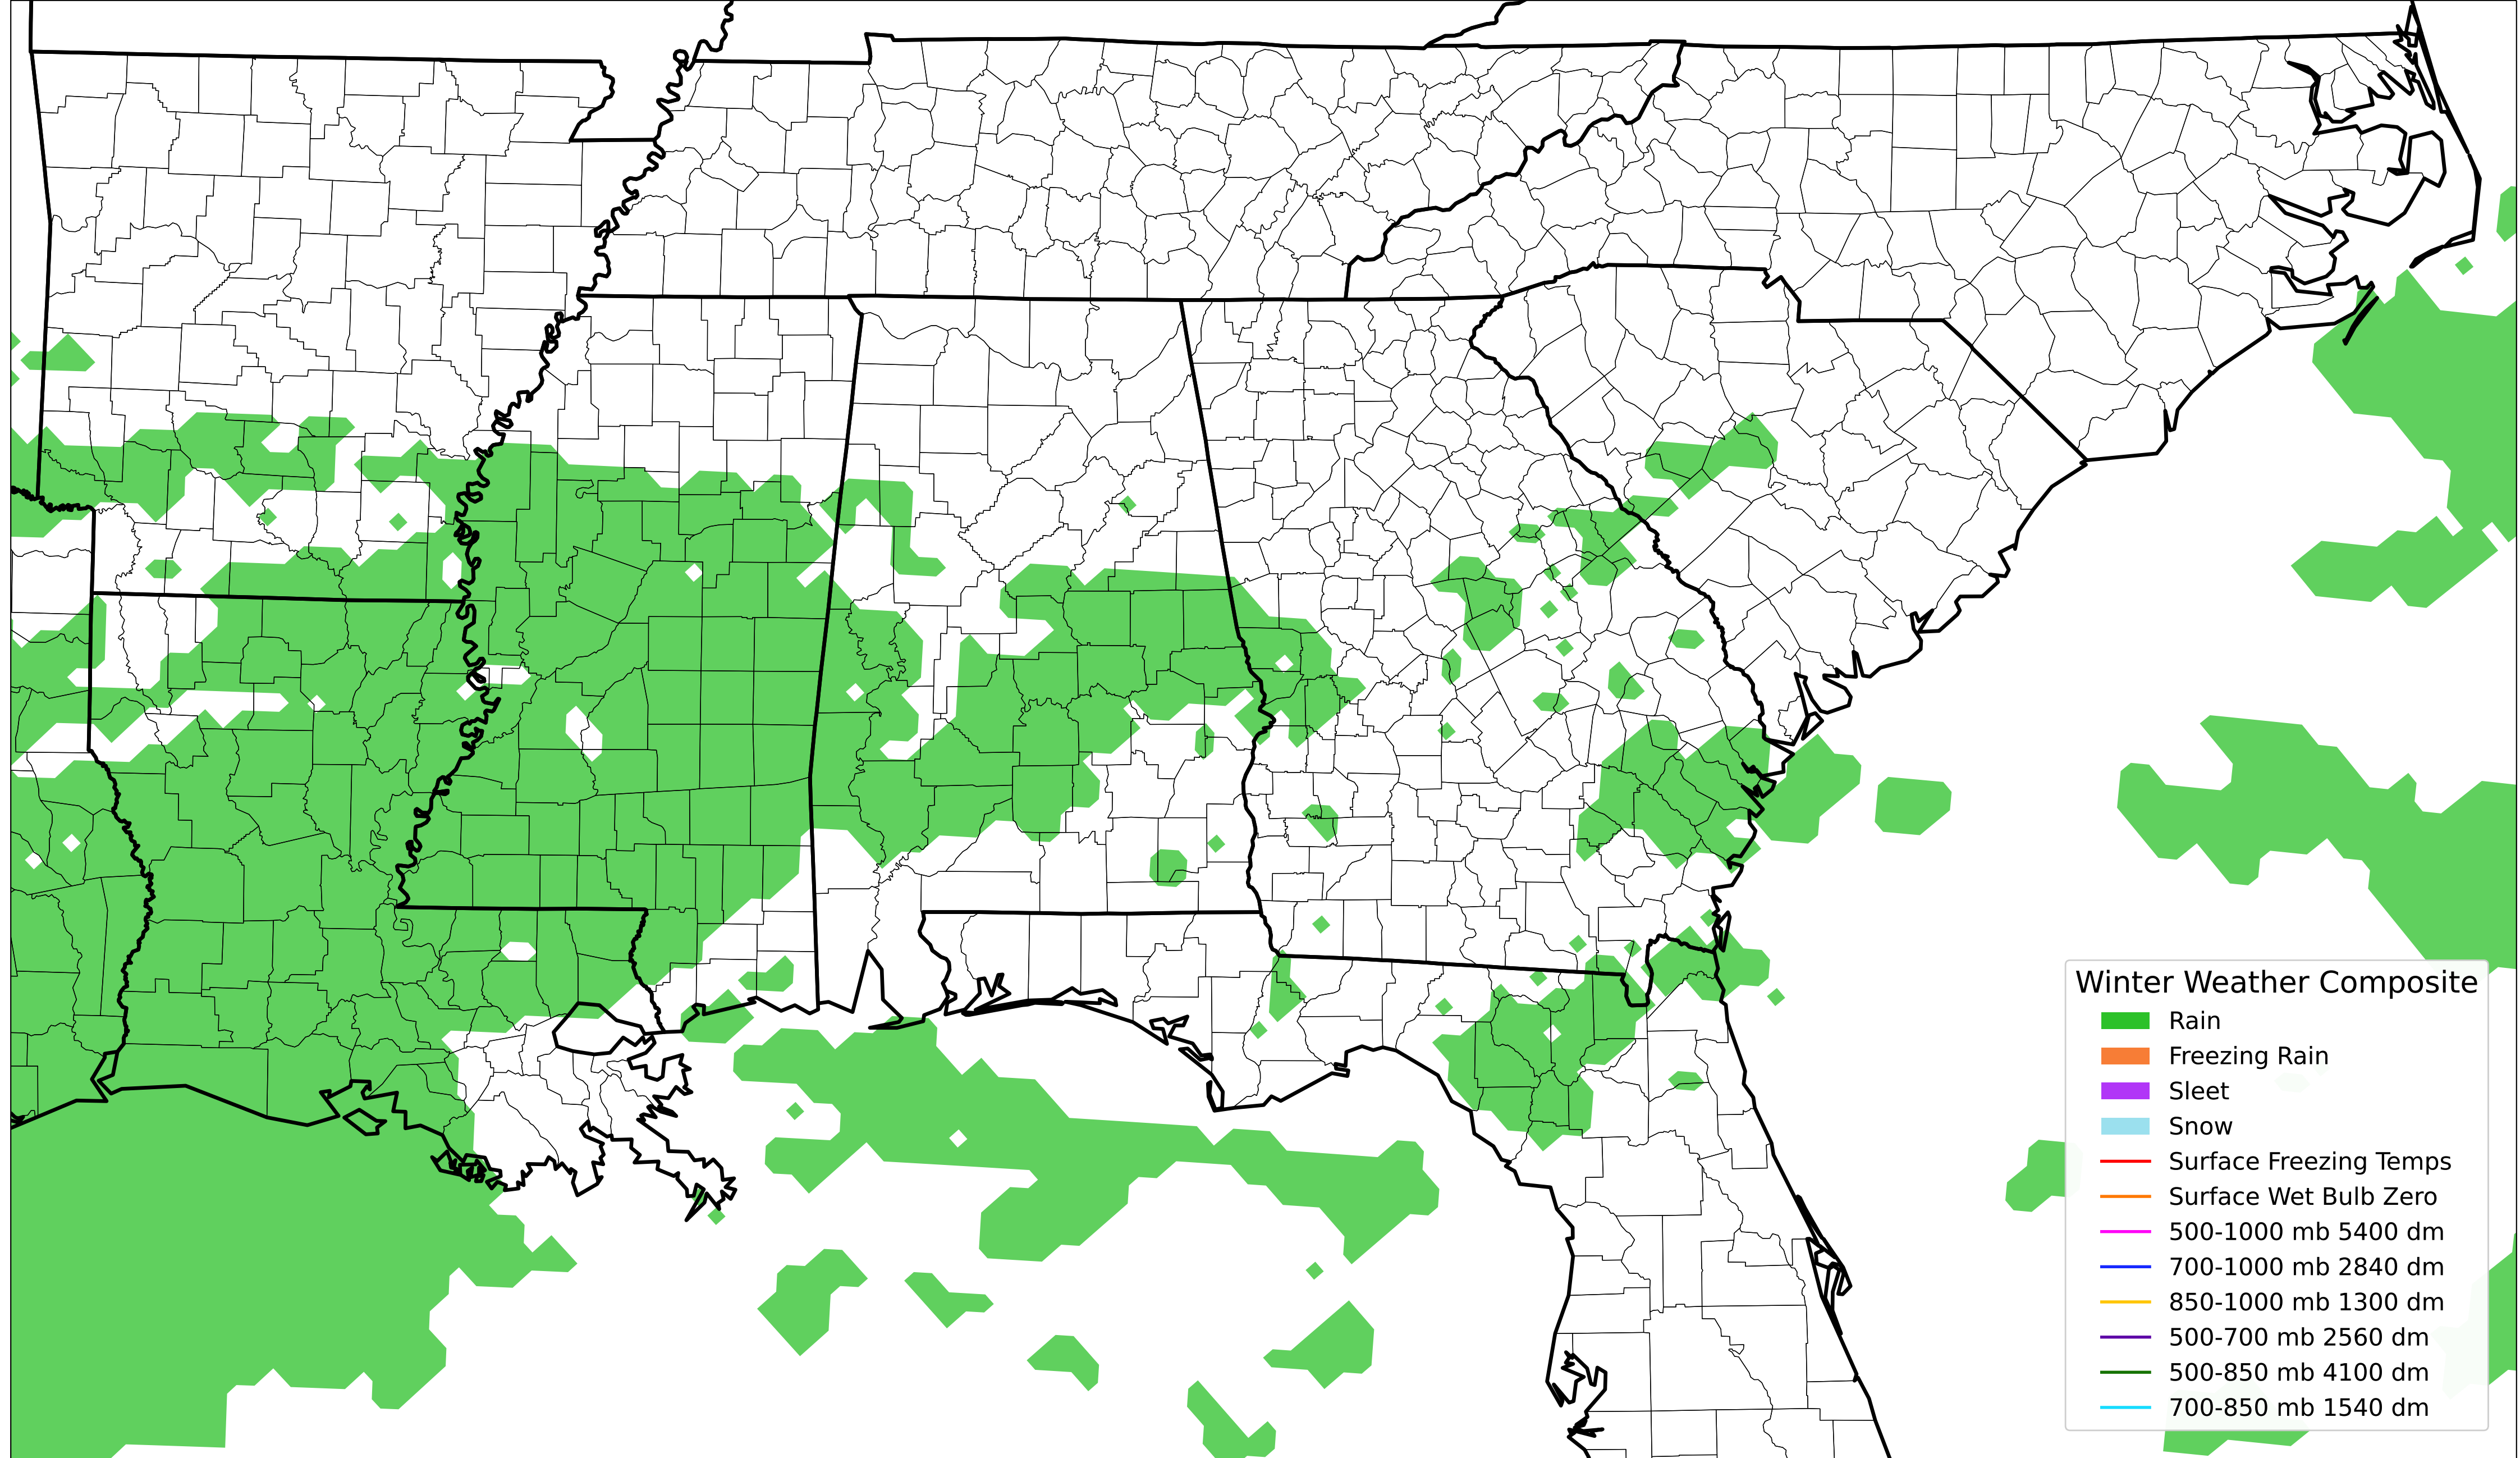 Winter Weather Composite
Rain
Freezing Rain
Sleet
Snow
Surface Freezing Temps
Surface Wet Bulb Zero
500-1000 mb 5400 dm
700-1000 mb 2840 dm
850-1000 mb 1300 dm
500-700 mb 2560 dm
500-850 mb 4100 dm
700-850 mb 1540 dm